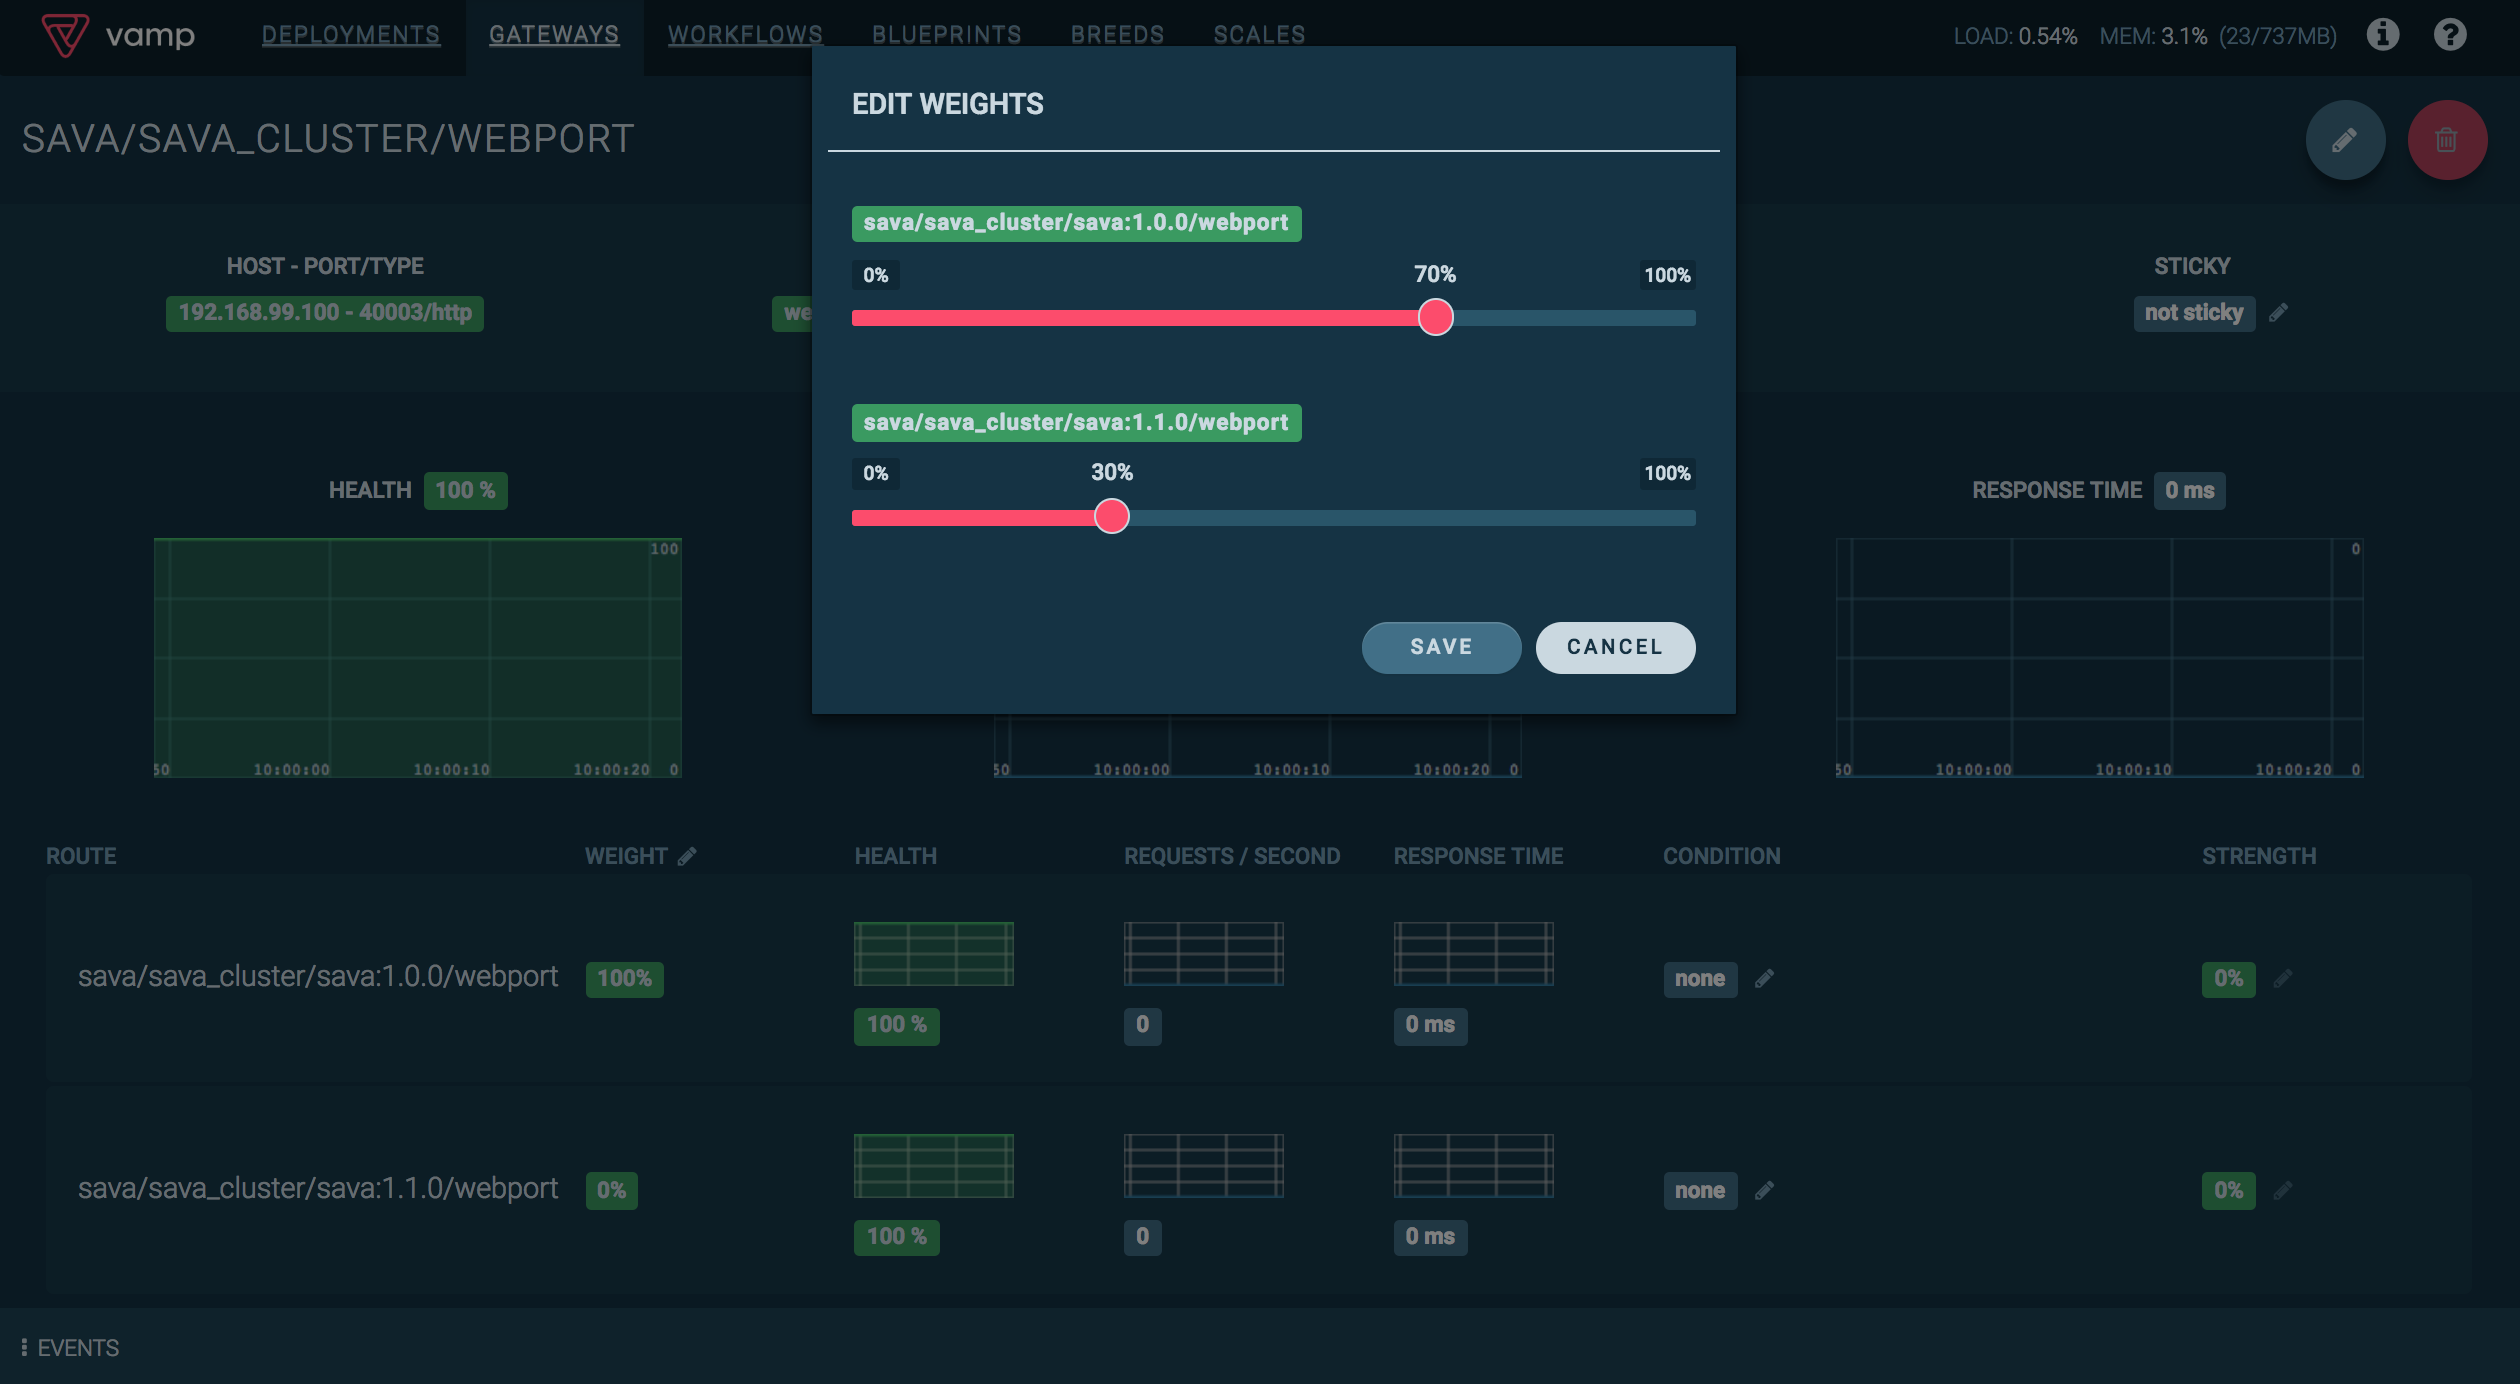 vamp
DEPLOYMENTS
GATEWAYS
WORKFLOWS
BLUEPRINTS
BREEDS
SCALES
LOAD: 0.54% MEM: 3.1% (23/737MB)
SAVA/SAVA_CLUSTER/WEBPORT
EDIT WEIGHTS
sava/sava_cluster/sava:1.0.0/webport
0% 70% 100%
sava/sava_cluster/sava:1.1.0/webport
0% 30% 100%
SAVE CANCEL
HOST - PORT/TYPE
192.168.99.100 - 40003/http
STICKY
not sticky
HEALTH 100 %
100
50 10:00:00 10:00:10 10:00:20 0
50 10:00:00 10:00:10 10:00:20 0
RESPONSE TIME 0 ms
0
50 10:00:00 10:00:10 10:00:20 0
ROUTE WEIGHT HEALTH REQUESTS / SECOND RESPONSE TIME CONDITION STRENGTH
sava/sava_cluster/sava:1.0.0/webport 100% none 0%
100 % 0 0 ms
sava/sava_cluster/sava:1.1.0/webport 0% none 0%
100 % 0 0 ms
EVENTS